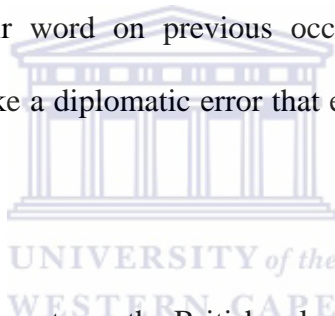 r word on previous occ
ke a diplomatic error that e
UNIVERSITY of the
WESTERN CAPE
the British